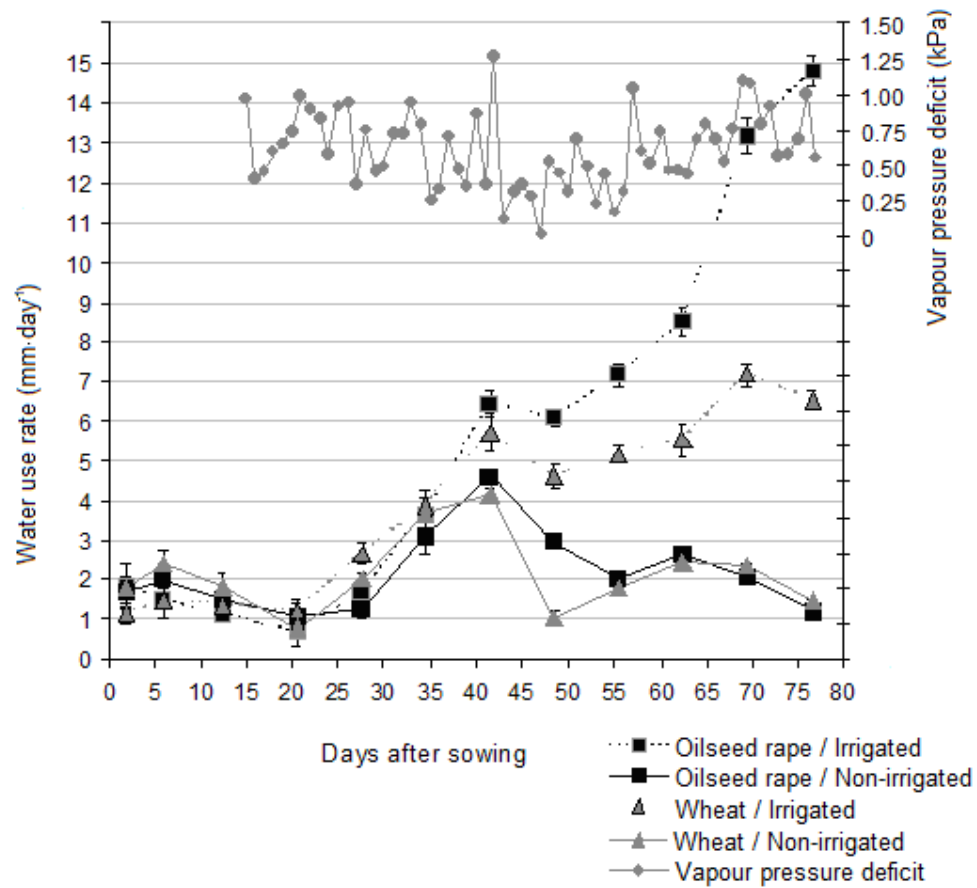 Water use rate (mm·day⁻¹)
15
14
13
12
11
10
9
8
7
6
5
4
3
2
1
0
0 5 10 15 20 25 30 35 40 45 50 55 60 65 70 75 80
Days after sowing
1.50
1.25
1.00
0.75
0.50
0.25
0
Vapour pressure deficit (kPa)
Oilseed rape / Irrigated
Oilseed rape / Non-irrigated
Wheat / Irrigated
Wheat / Non-irrigated
Vapour pressure deficit